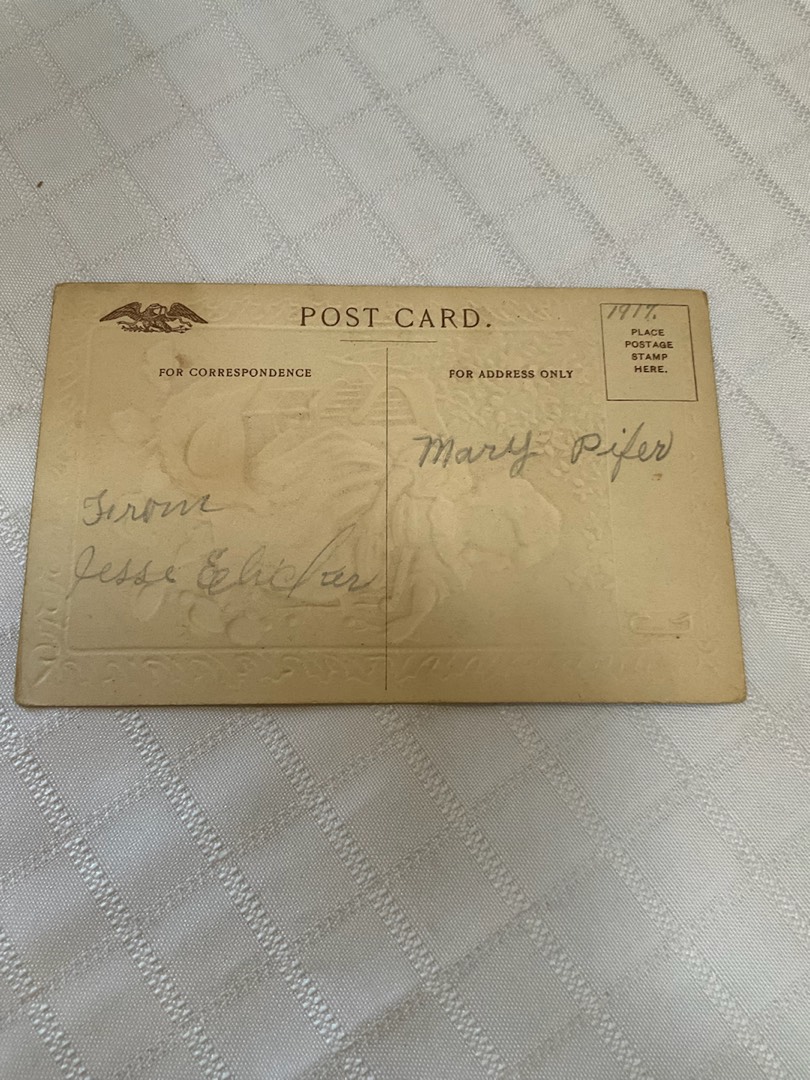 POST CARD.
1917.
PLACE
POSTAGE
STAMP
HERE.
FOR CORRESPONDENCE
FOR ADDRESS ONLY
Mary Pifer
From
Jesse